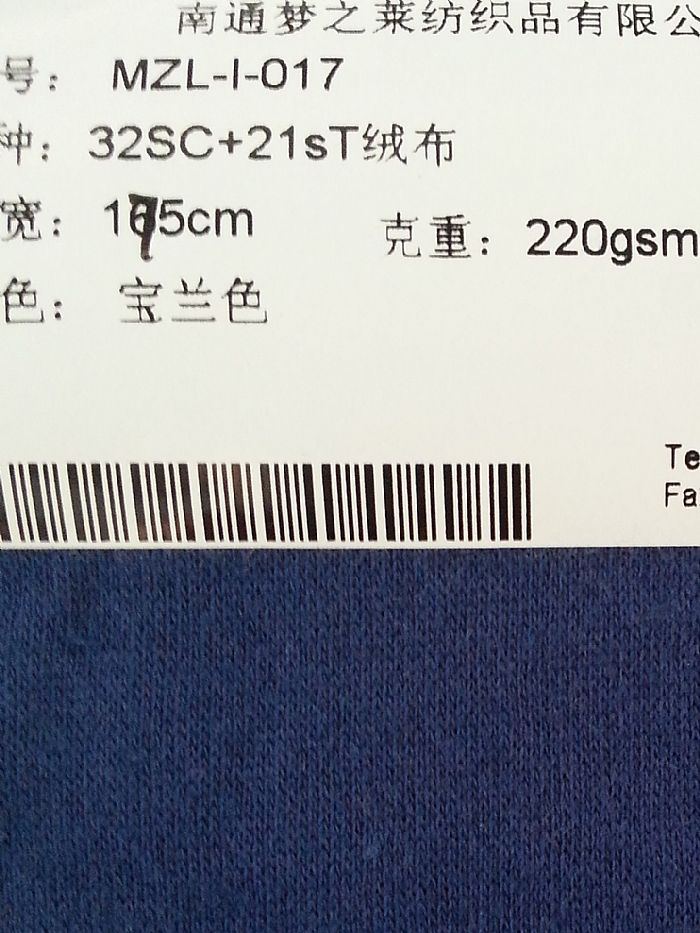 南通梦之莱纺织品有限公
号： MZL-I-017
种： 32SC+21sT绒布
宽： 175cm
克重： 220gsm
色： 宝兰色
Te
Fa